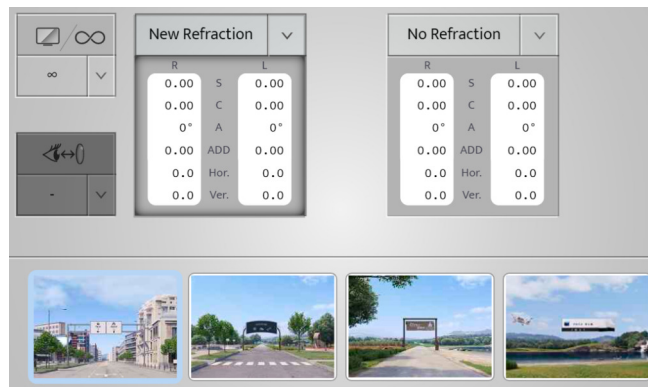 ∞
New Refraction
No Refraction
R L
R L
∞
0.00 S 0.00
0.00 S 0.00
0.00 C 0.00
0.00 C 0.00
0° A 0°
0° A 0°
0.00 ADD 0.00
0.00 ADD 0.00
0.0 Hor. 0.0
0.0 Hor. 0.0
-
0.0 Ver. 0.0
0.0 Ver. 0.0